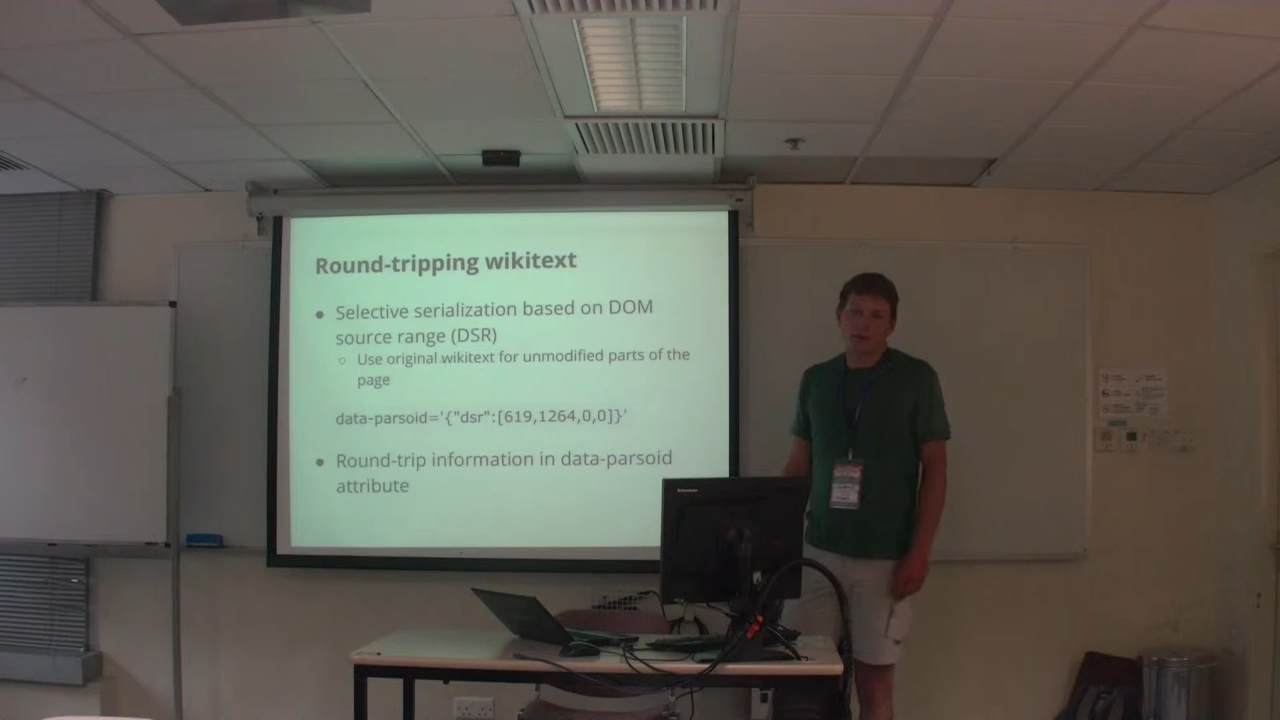 Round-tripping wikitext
● Selective serialization based on DOM
source range (DSR)
○ Use original wikitext for unmodified parts of the
page
data-parsoid='{"dsr":[619,1264,0,0]}'
● Round-trip information in data-parsoid
attribute